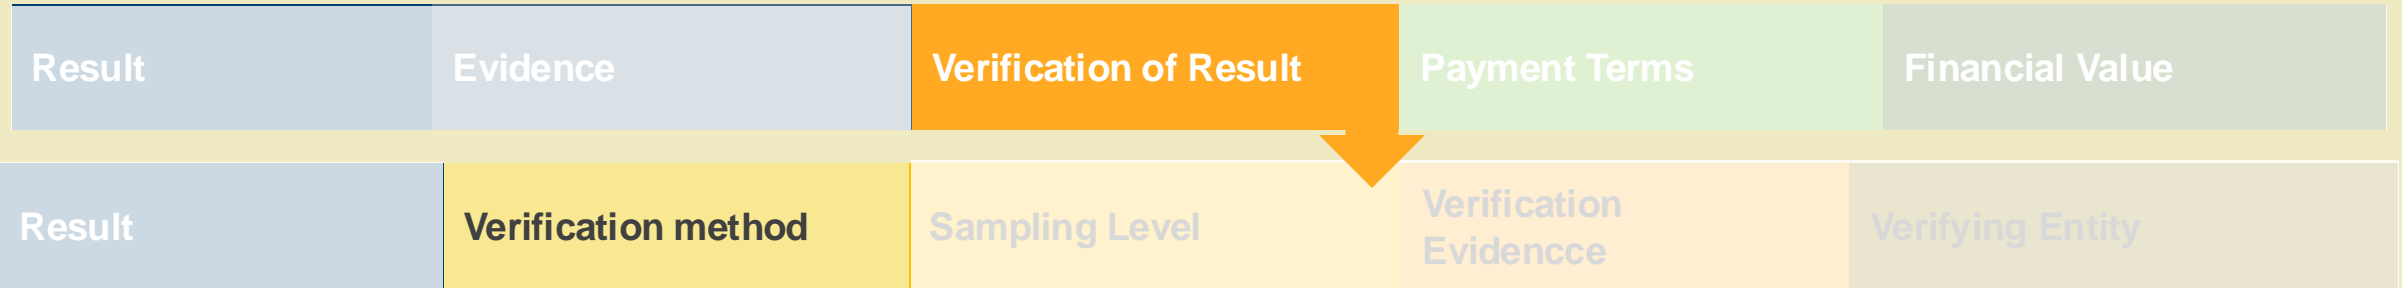 Result
Evidence
Verification of Result
Payment Terms
Financial Value
Result
Verification method
Sampling Level
Verification
Evidencce
Verifying Entity